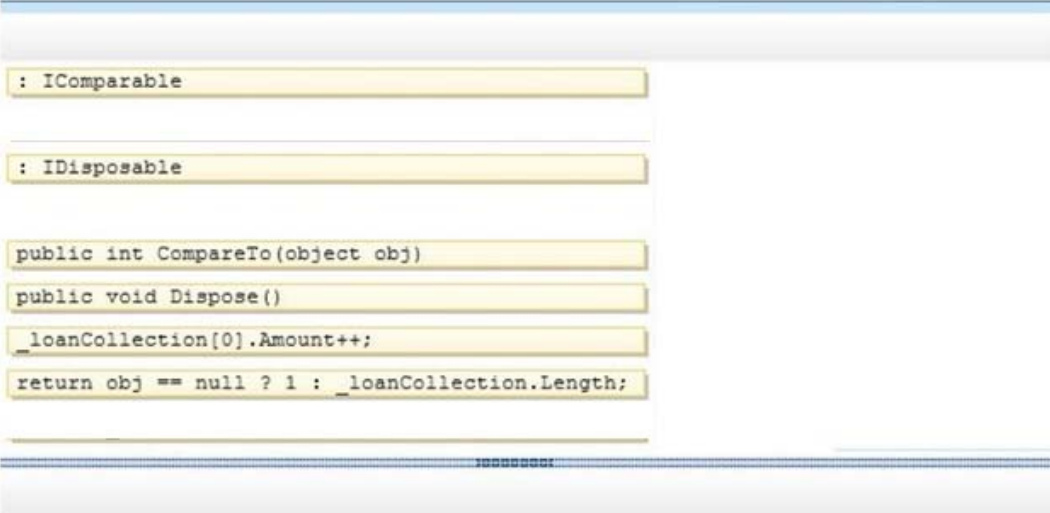 : IComparable
: IDisposable
public int CompareTo(object obj)
public void Dispose()
_loanCollection[0].Amount++;
return obj == null ? 1 : _loanCollection.Length;